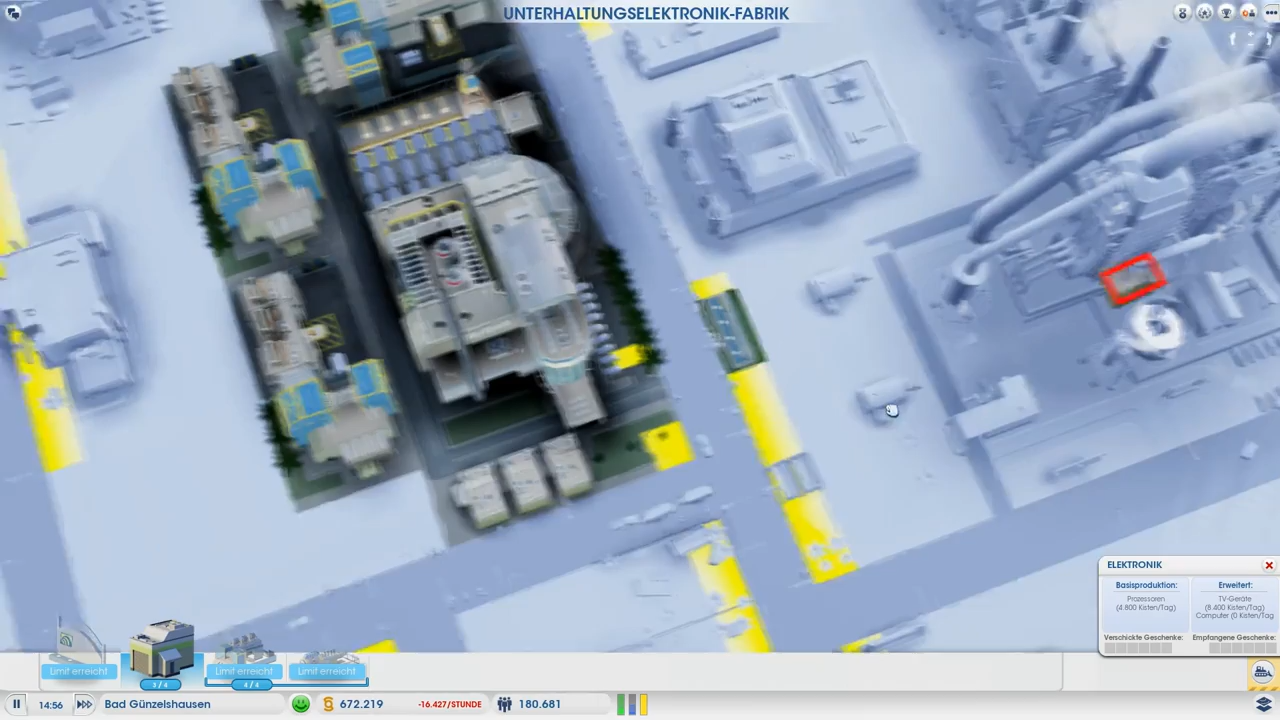 UNTERHALTUNGSELEKTRONIK-FABRIK
ELEKTRONIK
Basisproduktion:
Prozessoren
(4.800 Kisten/Tag)
Erweitert:
TV-Geräte
(8.400 Kisten/Tag)
Computer (0 Kisten/Tag
Verschickte Geschenke:
Empfangene Geschenke:
Limit erreicht
3 / 4
Limit erreicht
4 / 4
Limit erreicht
14:56
Bad Günzelshausen
672.219
-16.427/STUNDE
180.681